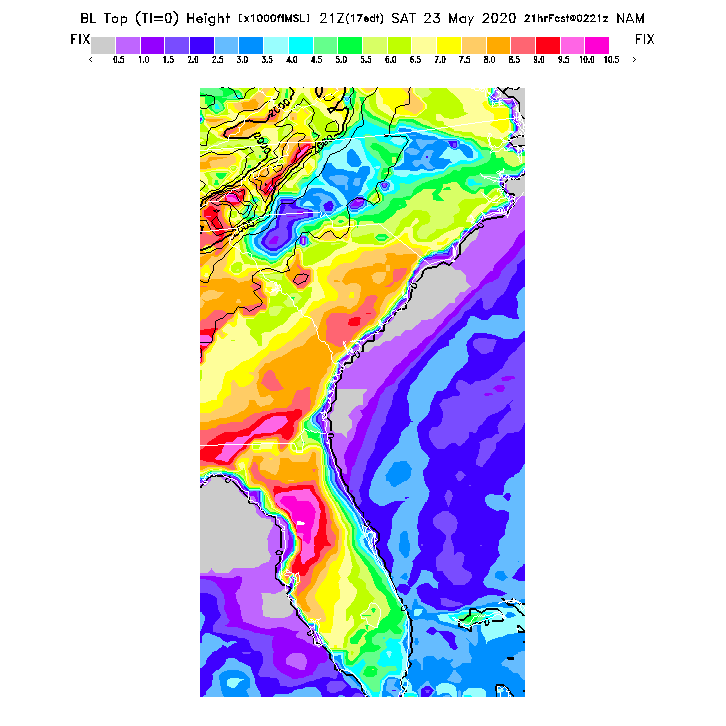 BL Top (TI=0) Height [x1000ftMSL] 21Z(17edt) SAT 23 May 2020 21hrFcst@0221z NAM
FIX FIX
< 0.5 1.0 1.5 2.0 2.5 3.0 3.5 4.0 4.5 5.0 5.5 6.0 6.5 7.0 7.5 8.0 8.5 9.0 9.5 10.0 10.5 >
2000
2000